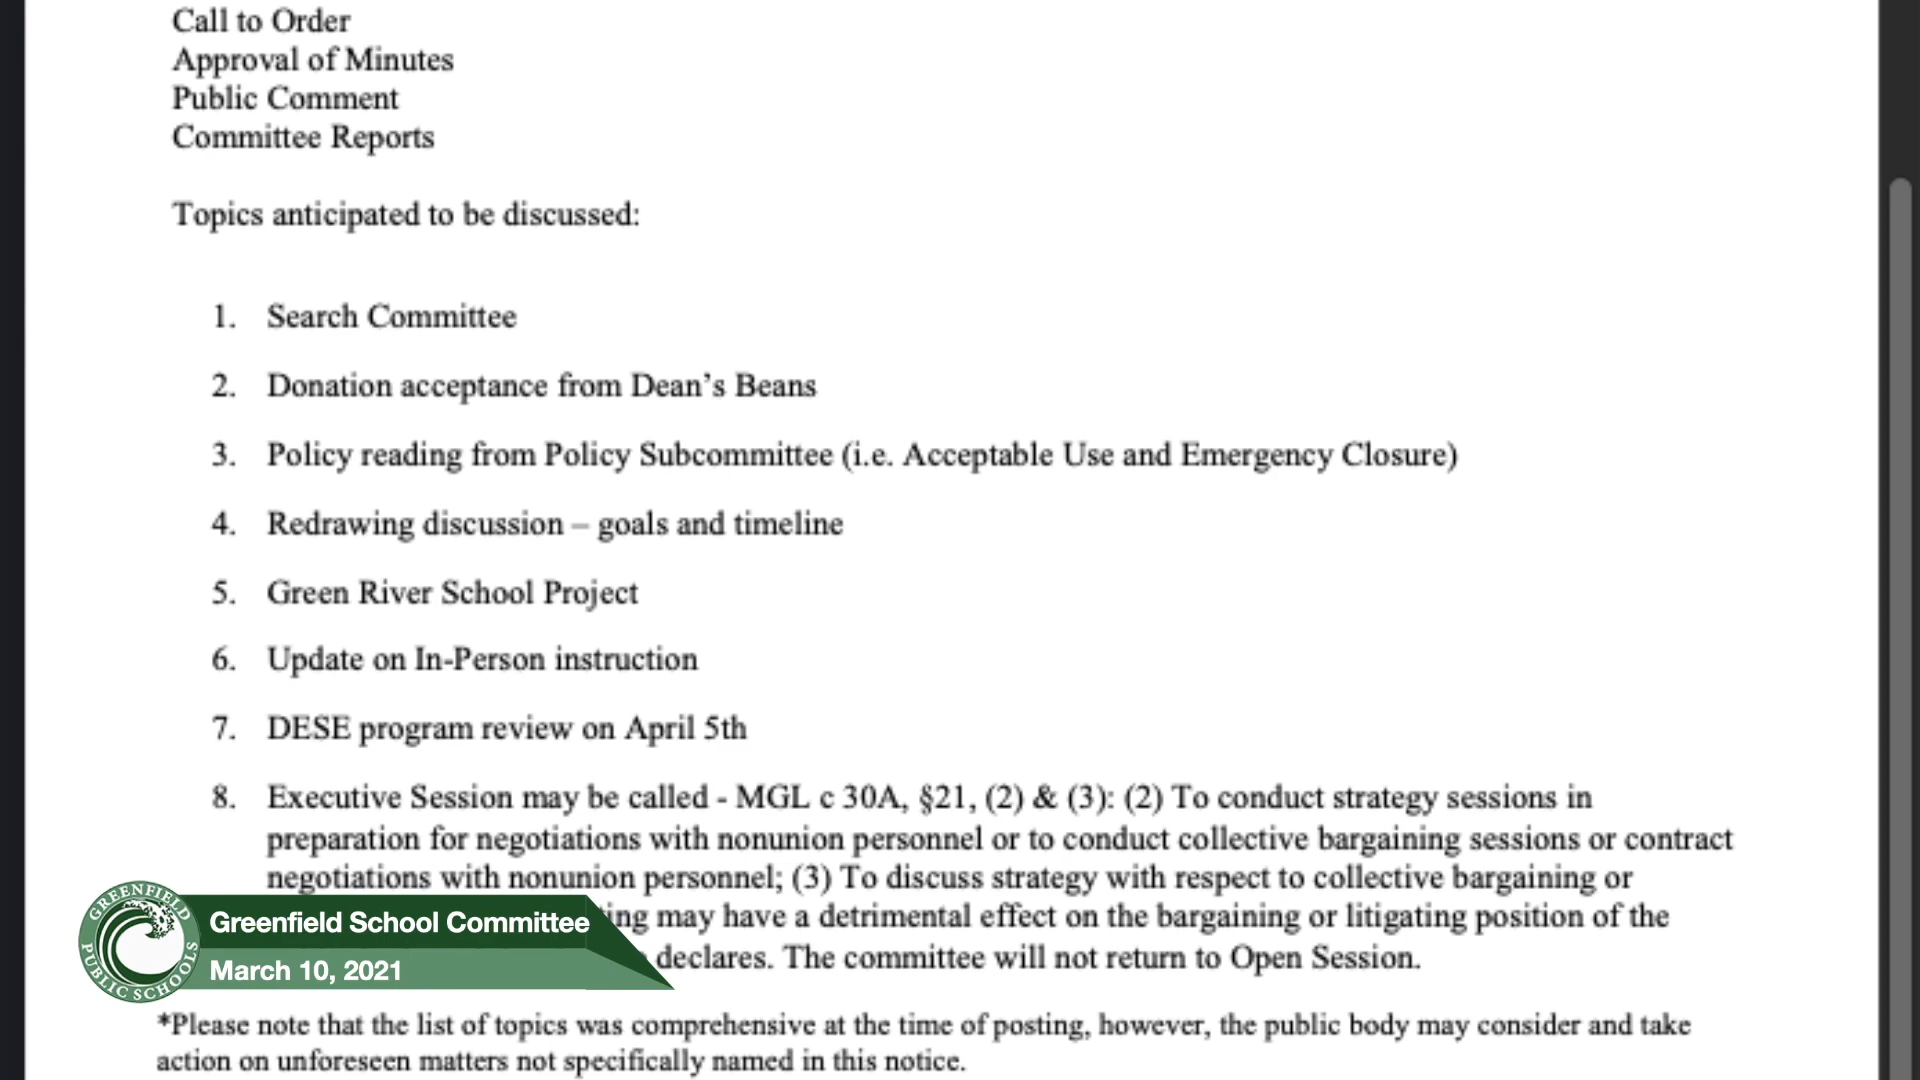 Call to Order
Approval of Minutes
Public Comment
Committee Reports
Topics anticipated to be discussed:
1. Search Committee
2. Donation acceptance from Dean’s Beans
3. Policy reading from Policy Subcommittee (i.e. Acceptable Use and Emergency Closure)
4. Redrawing discussion – goals and timeline
5. Green River School Project
6. Update on In-Person instruction
7. DESE program review on April 5th
8. Executive Session may be called - MGL c 30A, §21, (2) & (3): (2) To conduct strategy sessions in
preparation for negotiations with nonunion personnel or to conduct collective bargaining sessions or contract
negotiations with nonunion personnel; (3) To discuss strategy with respect to collective bargaining or
may have a detrimental effect on the bargaining or litigating position of the
declares. The committee will not return to Open Session.
GREENFIELD
PUBLIC SCHOOLS
Greenfield School Committee
March 10, 2021
*Please note that the list of topics was comprehensive at the time of posting, however, the public body may consider and take
action on unforeseen matters not specifically named in this notice.